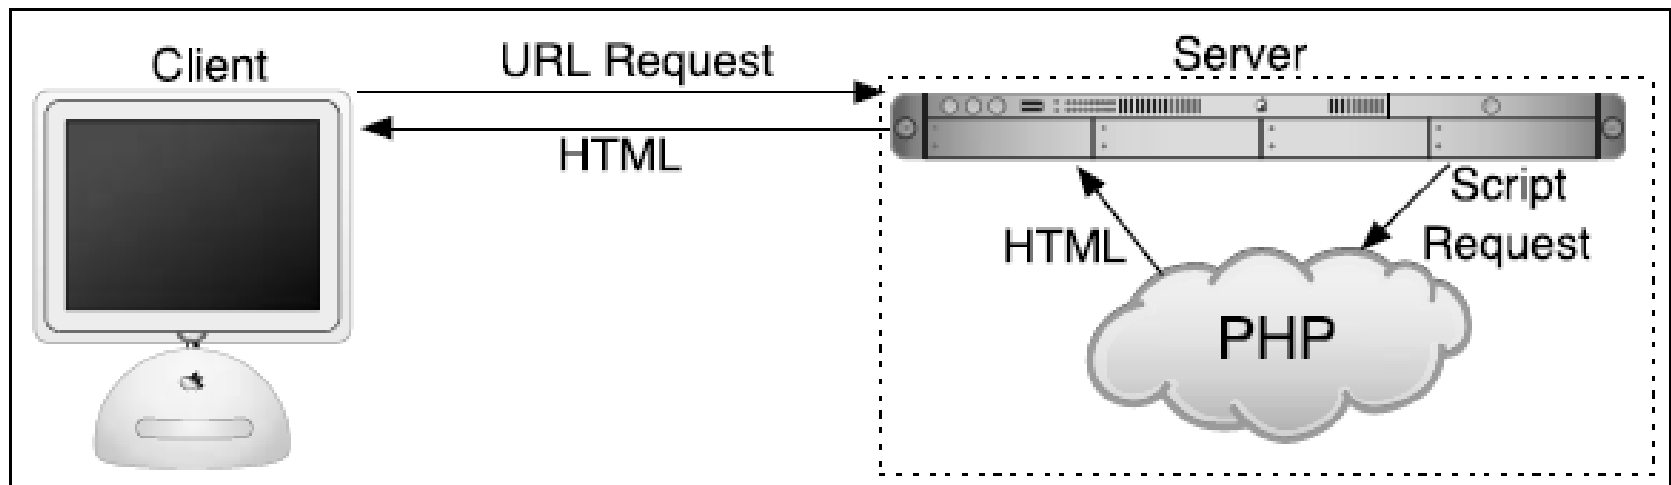 Client
URL Request
Server
HTML
Script
Request
HTML
PHP